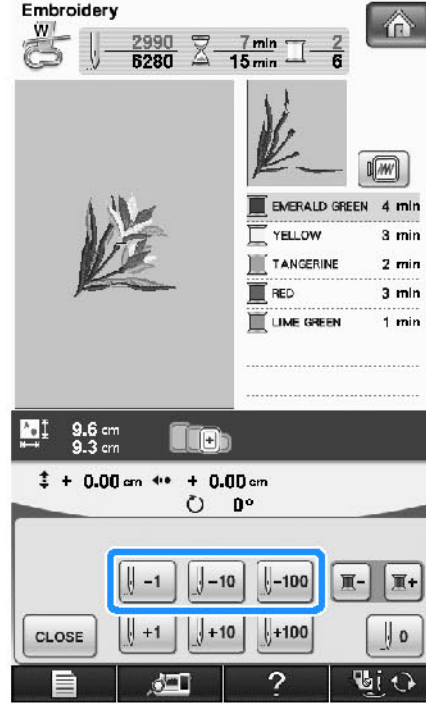 Embroidery
W
2990 7 min 2
6280 15 min 6
EMERALD GREEN 4 min
YELLOW 3 min
TANGERINE 2 min
RED 3 min
LIME GREEN 1 min
9.6 cm
9.3 cm
+ 0.00 cm + 0.00 cm
0°
-1 -10 -100 - +
CLOSE +1 +10 +100 0
?